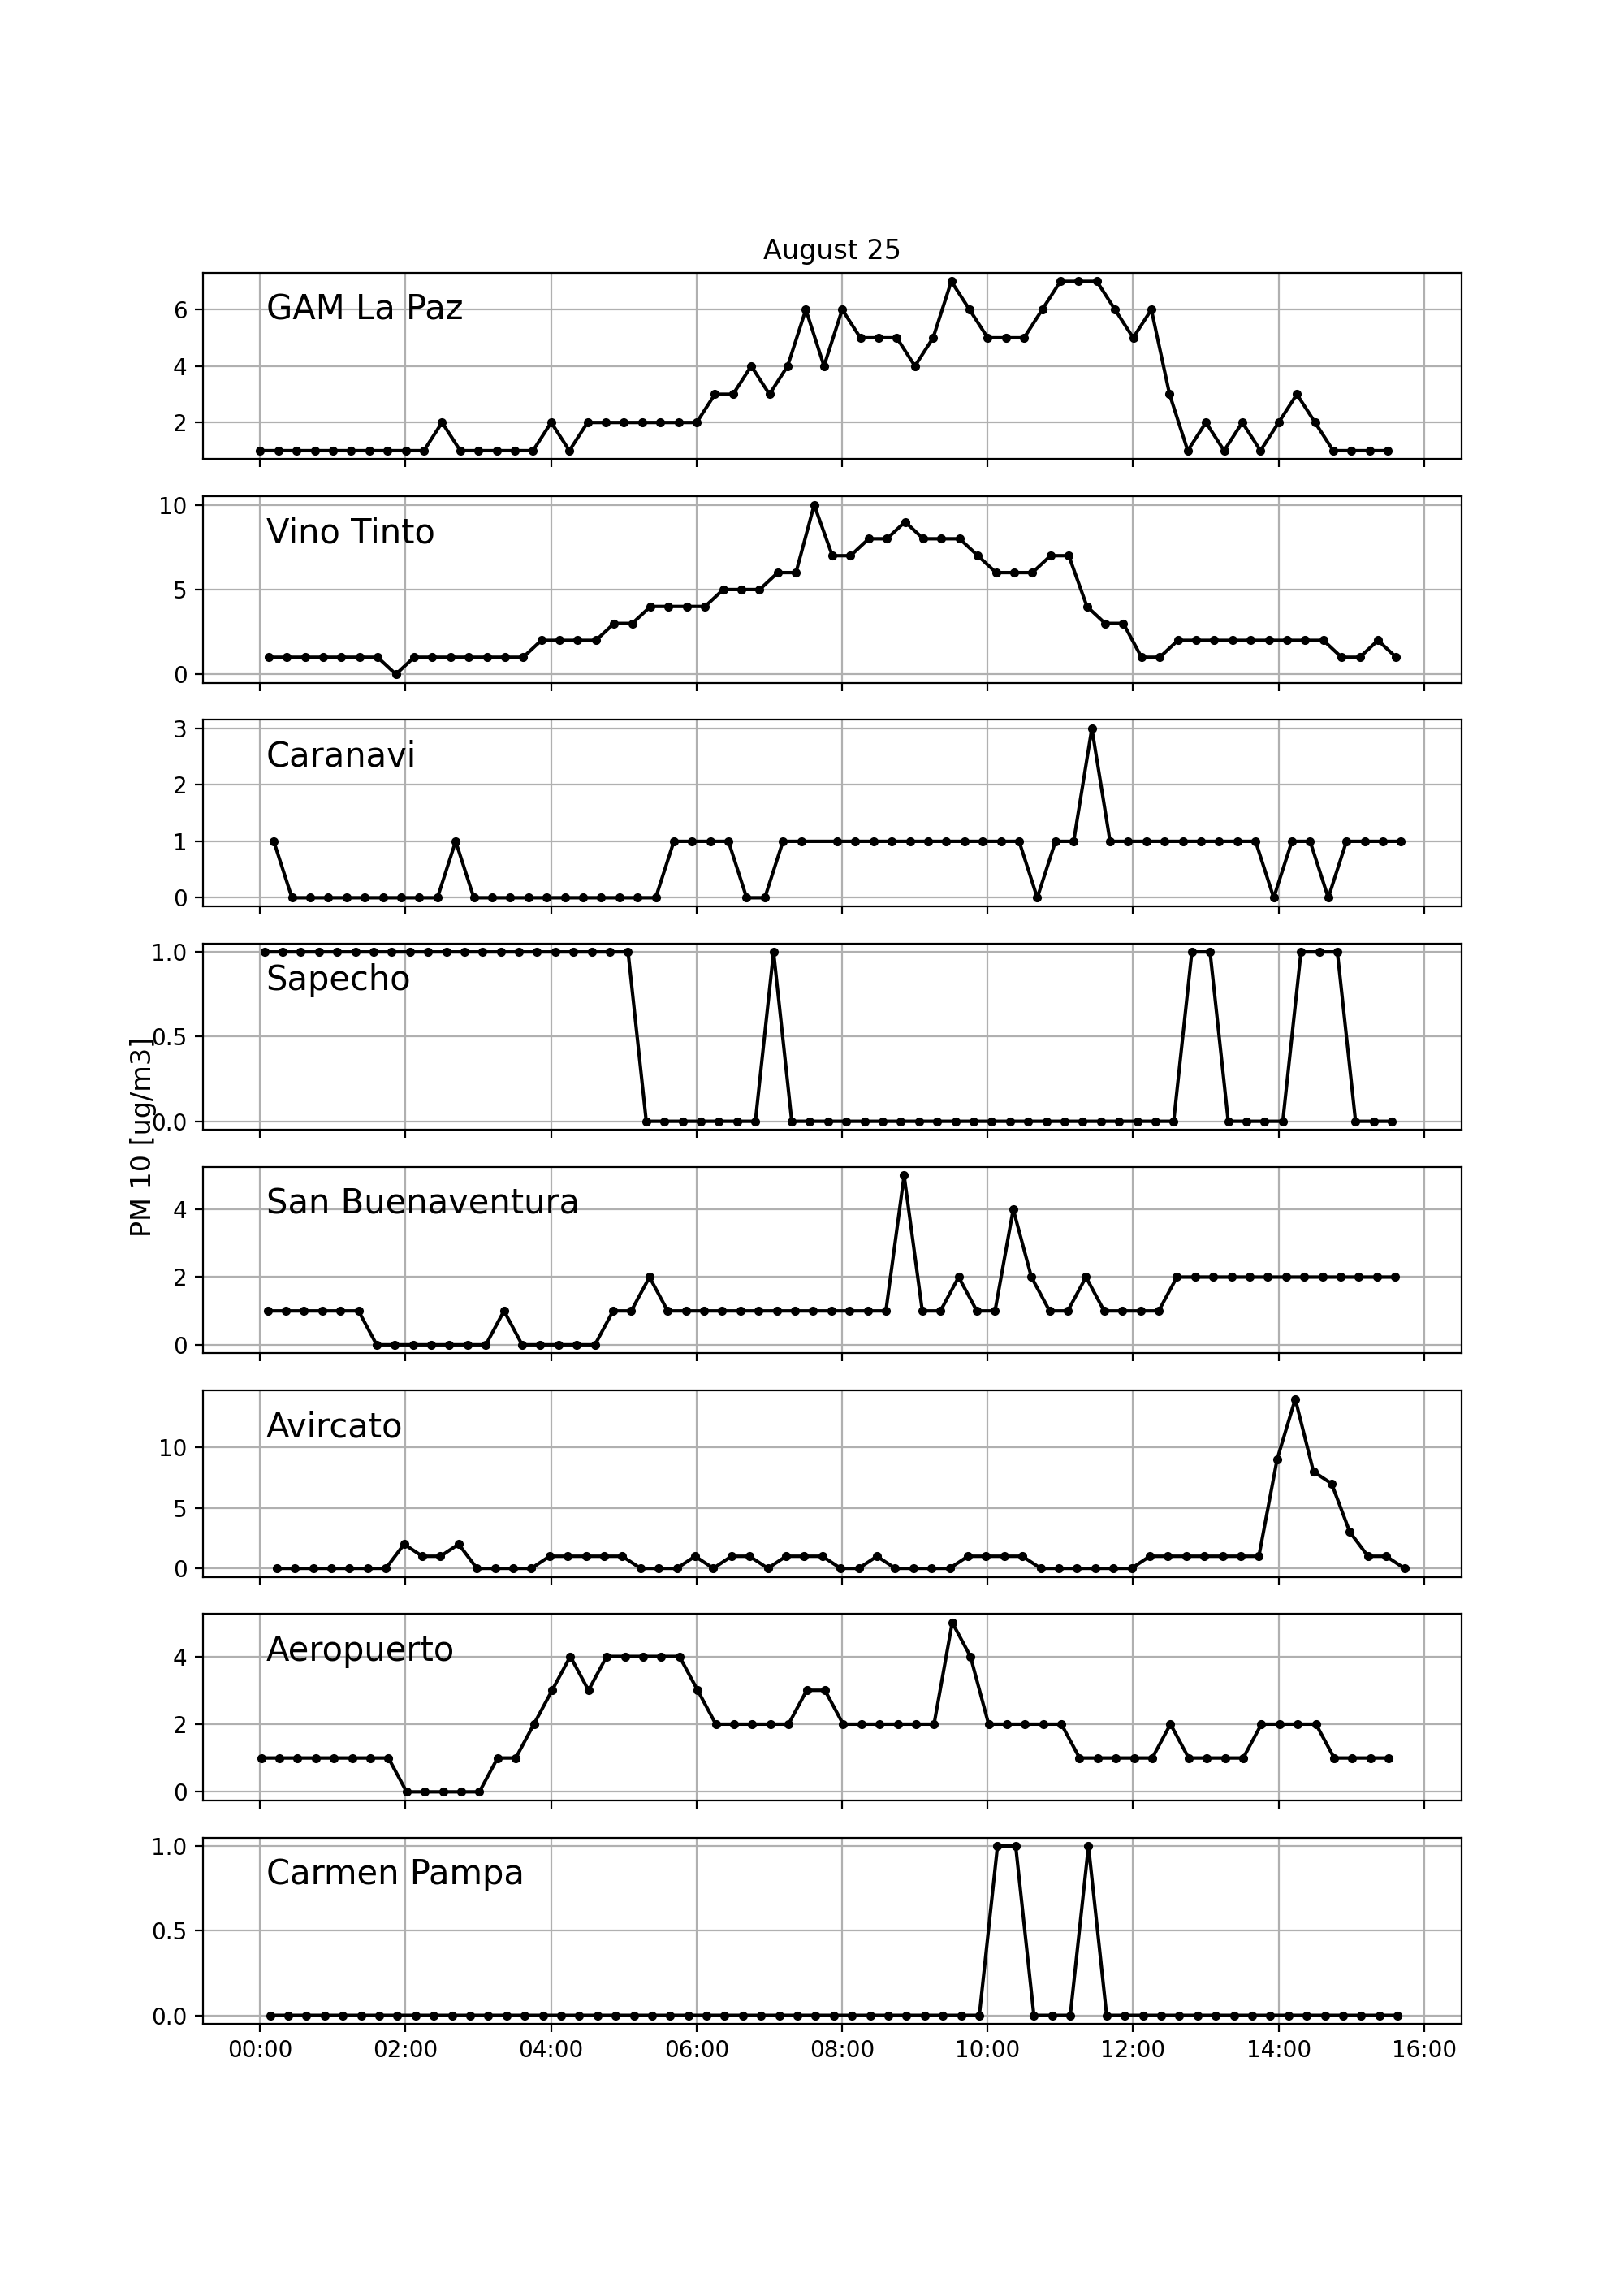 August 25
GAM La Paz
6
4
2
Vino Tinto
10
5
0
Caranavi
3
2
1
0
Sapecho
1.0
0.5
0.0
PM 10 [ug/m3]
San Buenaventura
4
2
0
Avircato
10
5
0
Aeropuerto
4
2
0
Carmen Pampa
1.0
0.5
0.0
00:00 02:00 04:00 06:00 08:00 10:00 12:00 14:00 16:00